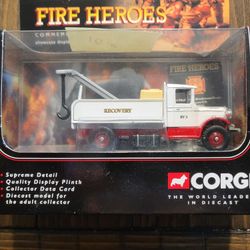 FIRE HEROES
FIRE HEROES
RECOVERY
• Supreme Detail
• Quality Display Plinth
• Collector Data Card
• Diecast model for
the adult collector
CORGI
THE WORLD LEADER
IN DIECAST